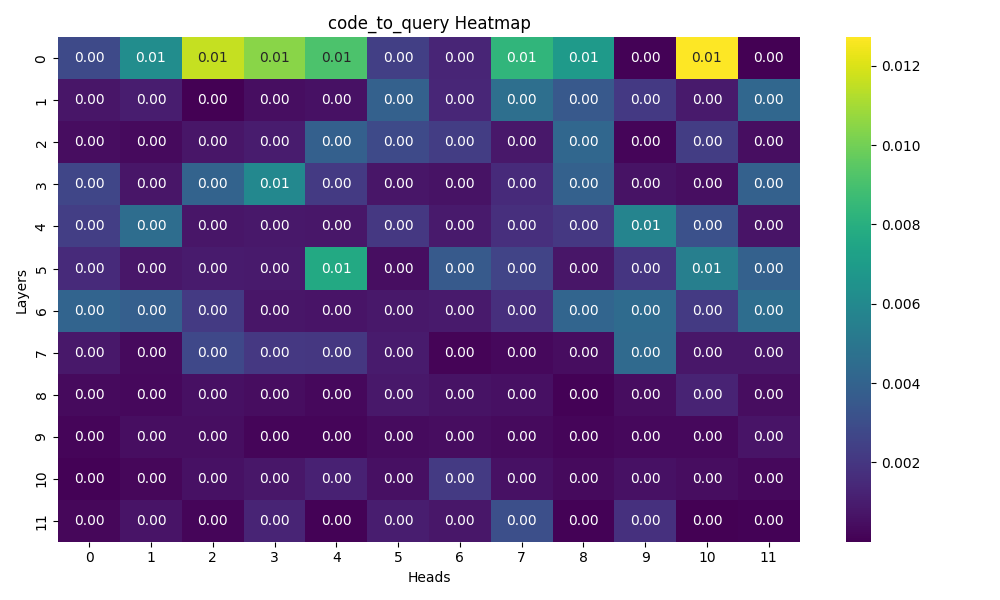 code_to_query Heatmap
0 0.00 0.01 0.01 0.01 0.01 0.00 0.00 0.01 0.01 0.00 0.01 0.00
1 0.00 0.00 0.00 0.00 0.00 0.00 0.00 0.00 0.00 0.00 0.00 0.00
2 0.00 0.00 0.00 0.00 0.00 0.00 0.00 0.00 0.00 0.00 0.00 0.00
3 0.00 0.00 0.00 0.01 0.00 0.00 0.00 0.00 0.00 0.00 0.00 0.00
4 0.00 0.00 0.00 0.00 0.00 0.00 0.00 0.00 0.00 0.01 0.00 0.00
5 0.00 0.00 0.00 0.00 0.01 0.00 0.00 0.00 0.00 0.00 0.01 0.00
6 0.00 0.00 0.00 0.00 0.00 0.00 0.00 0.00 0.00 0.00 0.00 0.00
7 0.00 0.00 0.00 0.00 0.00 0.00 0.00 0.00 0.00 0.00 0.00 0.00
8 0.00 0.00 0.00 0.00 0.00 0.00 0.00 0.00 0.00 0.00 0.00 0.00
9 0.00 0.00 0.00 0.00 0.00 0.00 0.00 0.00 0.00 0.00 0.00 0.00
10 0.00 0.00 0.00 0.00 0.00 0.00 0.00 0.00 0.00 0.00 0.00 0.00
11 0.00 0.00 0.00 0.00 0.00 0.00 0.00 0.00 0.00 0.00 0.00 0.00
0 1 2 3 4 5 6 7 8 9 10 11
Heads
Layers
0.012
0.010
0.008
0.006
0.004
0.002